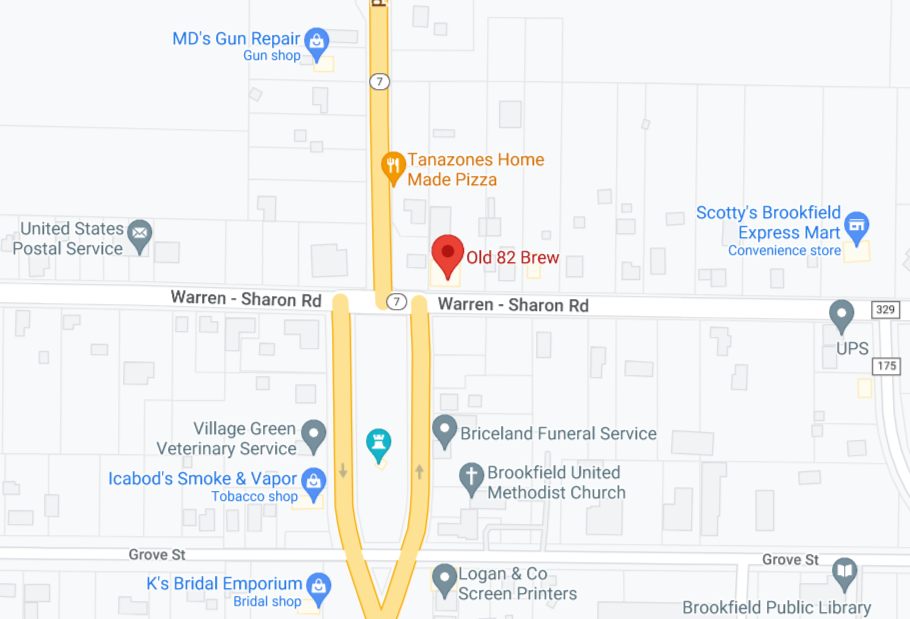 MD's Gun Repair
Gun shop
7
Tanazones Home
Made Pizza
United States
Postal Service
Scotty's Brookfield
Express Mart
Convenience store
Old 82 Brew
Warren - Sharon Rd
7
Warren - Sharon Rd
329
UPS
175
Village Green
Veterinary Service
Briceland Funeral Service
Icabod's Smoke & Vapor
Tobacco shop
Brookfield United
Methodist Church
Grove St
Grove St
K's Bridal Emporium
Bridal shop
Logan & Co
Screen Printers
Brookfield Public Library